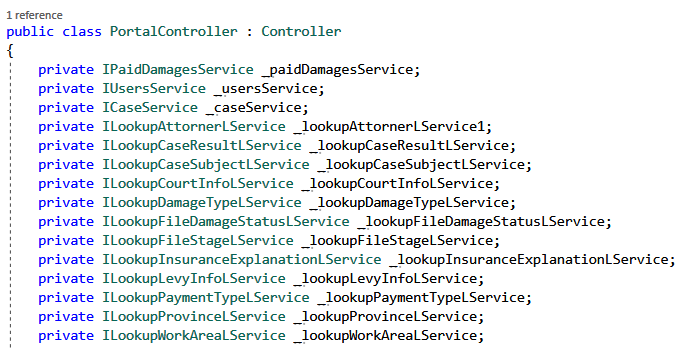 1 reference
public class PortalController : Controller
{
private IPaidDamagesService _paidDamagesService;
private IUsersService _usersService;
private ICaseService _caseService;
private ILookupAttornerLService _lookupAttornerLService1;
private ILookupCaseResultLService _lookupCaseResultLService;
private ILookupCaseSubjectLService _lookupCaseSubjectLService;
private ILookupCourtInfoLService _lookupCourtInfoLService;
private ILookupDamageTypeLService _lookupDamageTypeLService;
private ILookupFileDamageStatusLService _lookupFileDamageStatusLService;
private ILookupFileStageLService _lookupFileStageLService;
private ILookupInsuranceExplanationLService _lookupInsuranceExplanationLService;
private ILookupLevyInfoLService _lookupLevyInfoLService;
private ILookupPaymentTypeLService _lookupPaymentTypeLService;
private ILookupProvinceLService _lookupProvinceLService;
private ILookupWorkAreaLService _lookupWorkAreaLService;